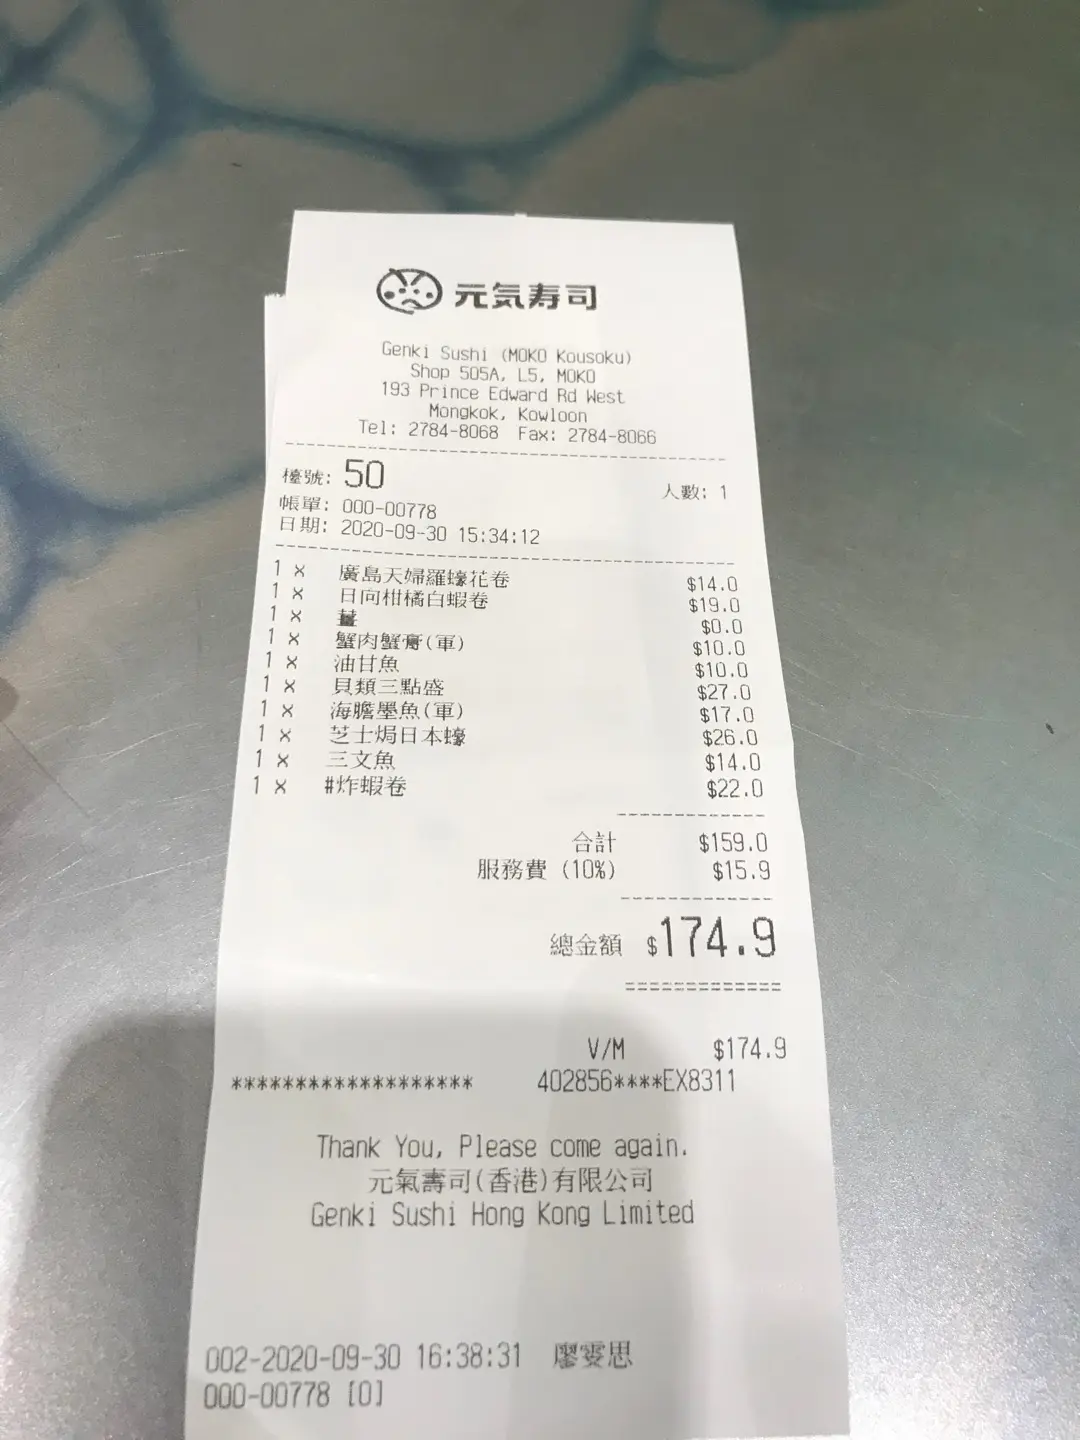 元気寿司
Genki Sushi (MOKO Kousoku)
Shop 505A, L5, MOKO
193 Prince Edward Rd West
Mongkok, Kowloon
Tel: 2784-8068 Fax: 2784-8066
檯號: 50 人數: 1
帳單: 000-00778
日期: 2020-09-30 15:34:12
1 x 廣島天婦羅蠔花卷 $14.0
1 x 日向柑橘白蝦卷 $19.0
1 x 薑 $0.0
1 x 蟹肉蟹膏(軍) $10.0
1 x 油甘魚 $10.0
1 x 貝類三點盛 $27.0
1 x 海膽墨魚(軍) $17.0
1 x 芝士焗日本蠔 $26.0
1 x 三文魚 $14.0
1 x #炸蝦卷 $22.0
合計 $159.0
服務費 (10%) $15.9
總金額 $174.9
=============
V/M $174.9
******************* 402856****EX8311
Thank You, Please come again.
元氣壽司(香港)有限公司
Genki Sushi Hong Kong Limited
002-2020-09-30 16:38:31 廖雯思
000-00778 [0]